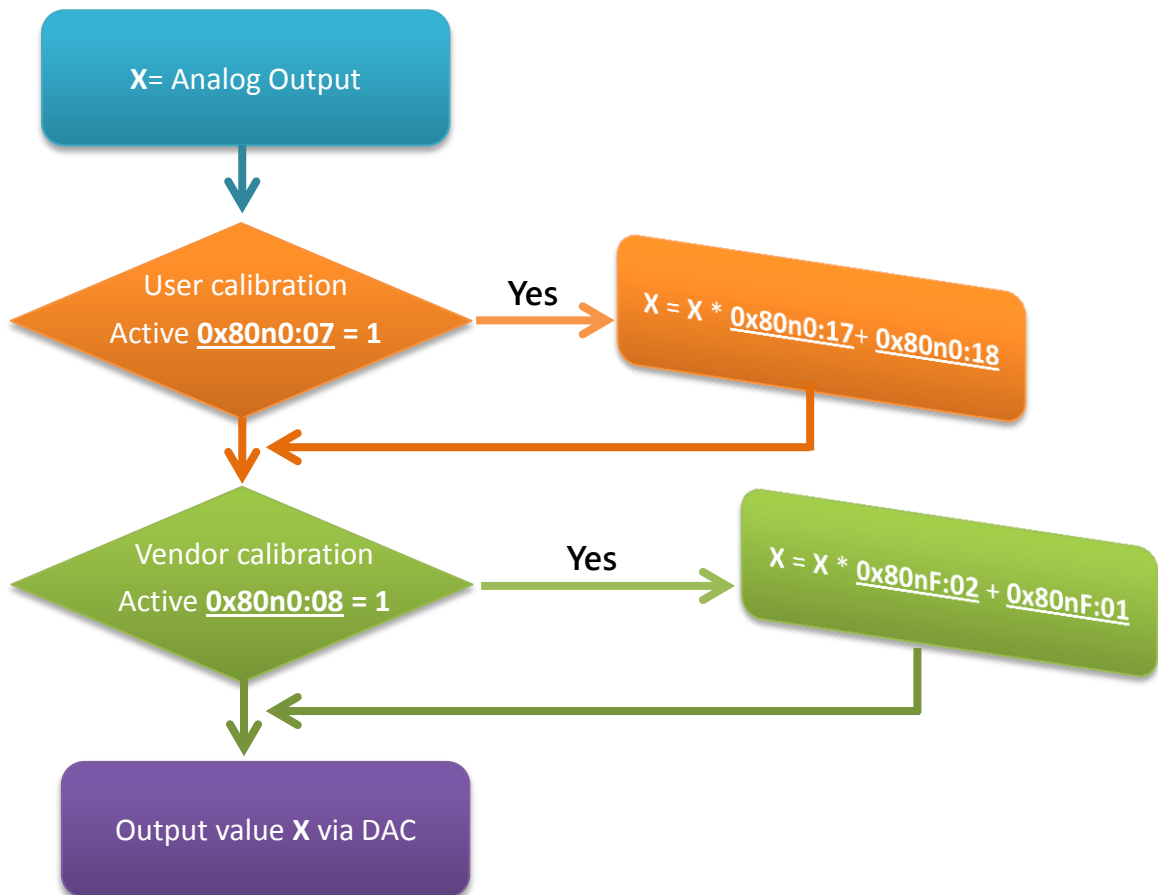 X= Analog Output
User calibration
Active 0x80n0:07 = 1
Yes
X = X * 0x80n0:17+ 0x80n0:18
Vendor calibration
Active 0x80n0:08 = 1
Yes
X = X * 0x80nF:02 + 0x80nF:01
Output value X via DAC